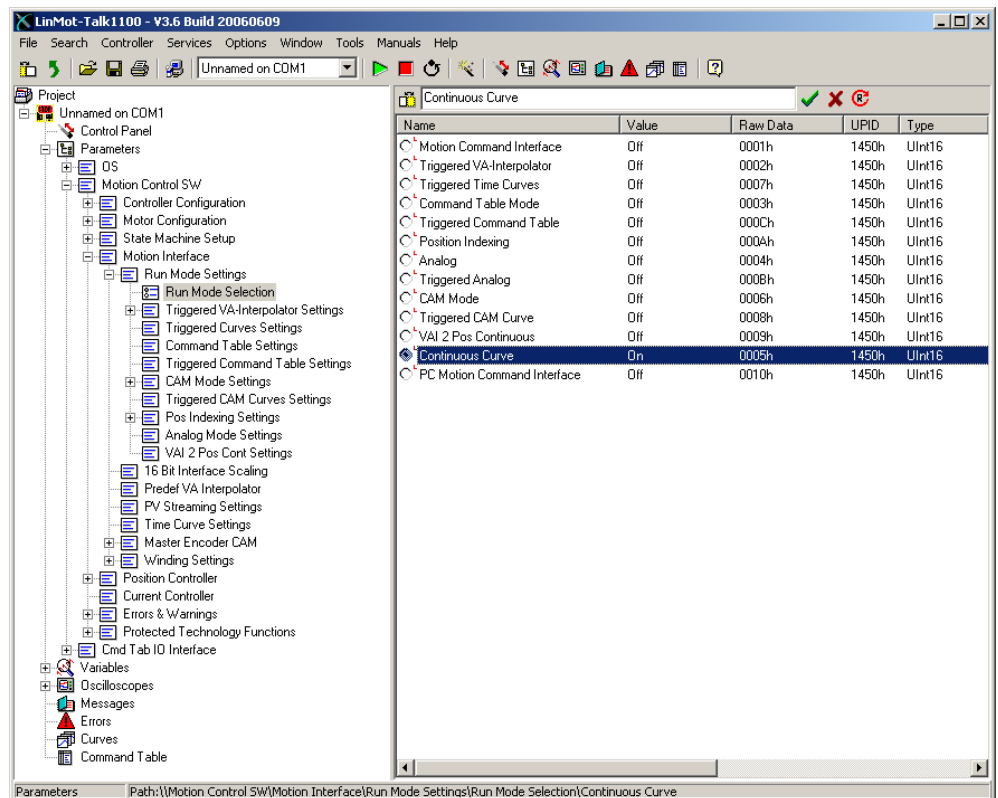 LinMot-Talk1100 - V3.6 Build 20060609
File Search Controller Services Options Window Tools Manuals Help
Unnamed on COM1
Project
Unnamed on COM1
Control Panel
Parameters
OS
Motion Control SW
Controller Configuration
Motor Configuration
State Machine Setup
Motion Interface
Run Mode Settings
Run Mode Selection
Triggered VA-Interpolator Settings
Triggered Curves Settings
Command Table Settings
Triggered Command Table Settings
CAM Mode Settings
Triggered CAM Curves Settings
Pos Indexing Settings
Analog Mode Settings
VAI 2 Pos Cont Settings
16 Bit Interface Scaling
Predef VA Interpolator
PV Streaming Settings
Time Curve Settings
Master Encoder CAM
Winding Settings
Position Controller
Current Controller
Errors & Warnings
Protected Technology Functions
Cmd Tab IO Interface
Variables
Oscilloscopes
Messages
Errors
Curves
Command Table
Continuous Curve
Name Value Raw Data UPID Type
Motion Command Interface Off 0001h 1450h UInt16
Triggered VA-Interpolator Off 0002h 1450h UInt16
Triggered Time Curves Off 0007h 1450h UInt16
Command Table Mode Off 0003h 1450h UInt16
Triggered Command Table Off 000Ch 1450h UInt16
Position Indexing Off 000Ah 1450h UInt16
Analog Off 0004h 1450h UInt16
Triggered Analog Off 000Bh 1450h UInt16
CAM Mode Off 0006h 1450h UInt16
Triggered CAM Curve Off 0008h 1450h UInt16
VAI 2 Pos Continuous Off 0009h 1450h UInt16
Continuous Curve On 0005h 1450h UInt16
PC Motion Command Interface Off 0010h 1450h UInt16
Parameters Path:\\Motion Control SW\Motion Interface\Run Mode Settings\Run Mode Selection\Continuous Curve